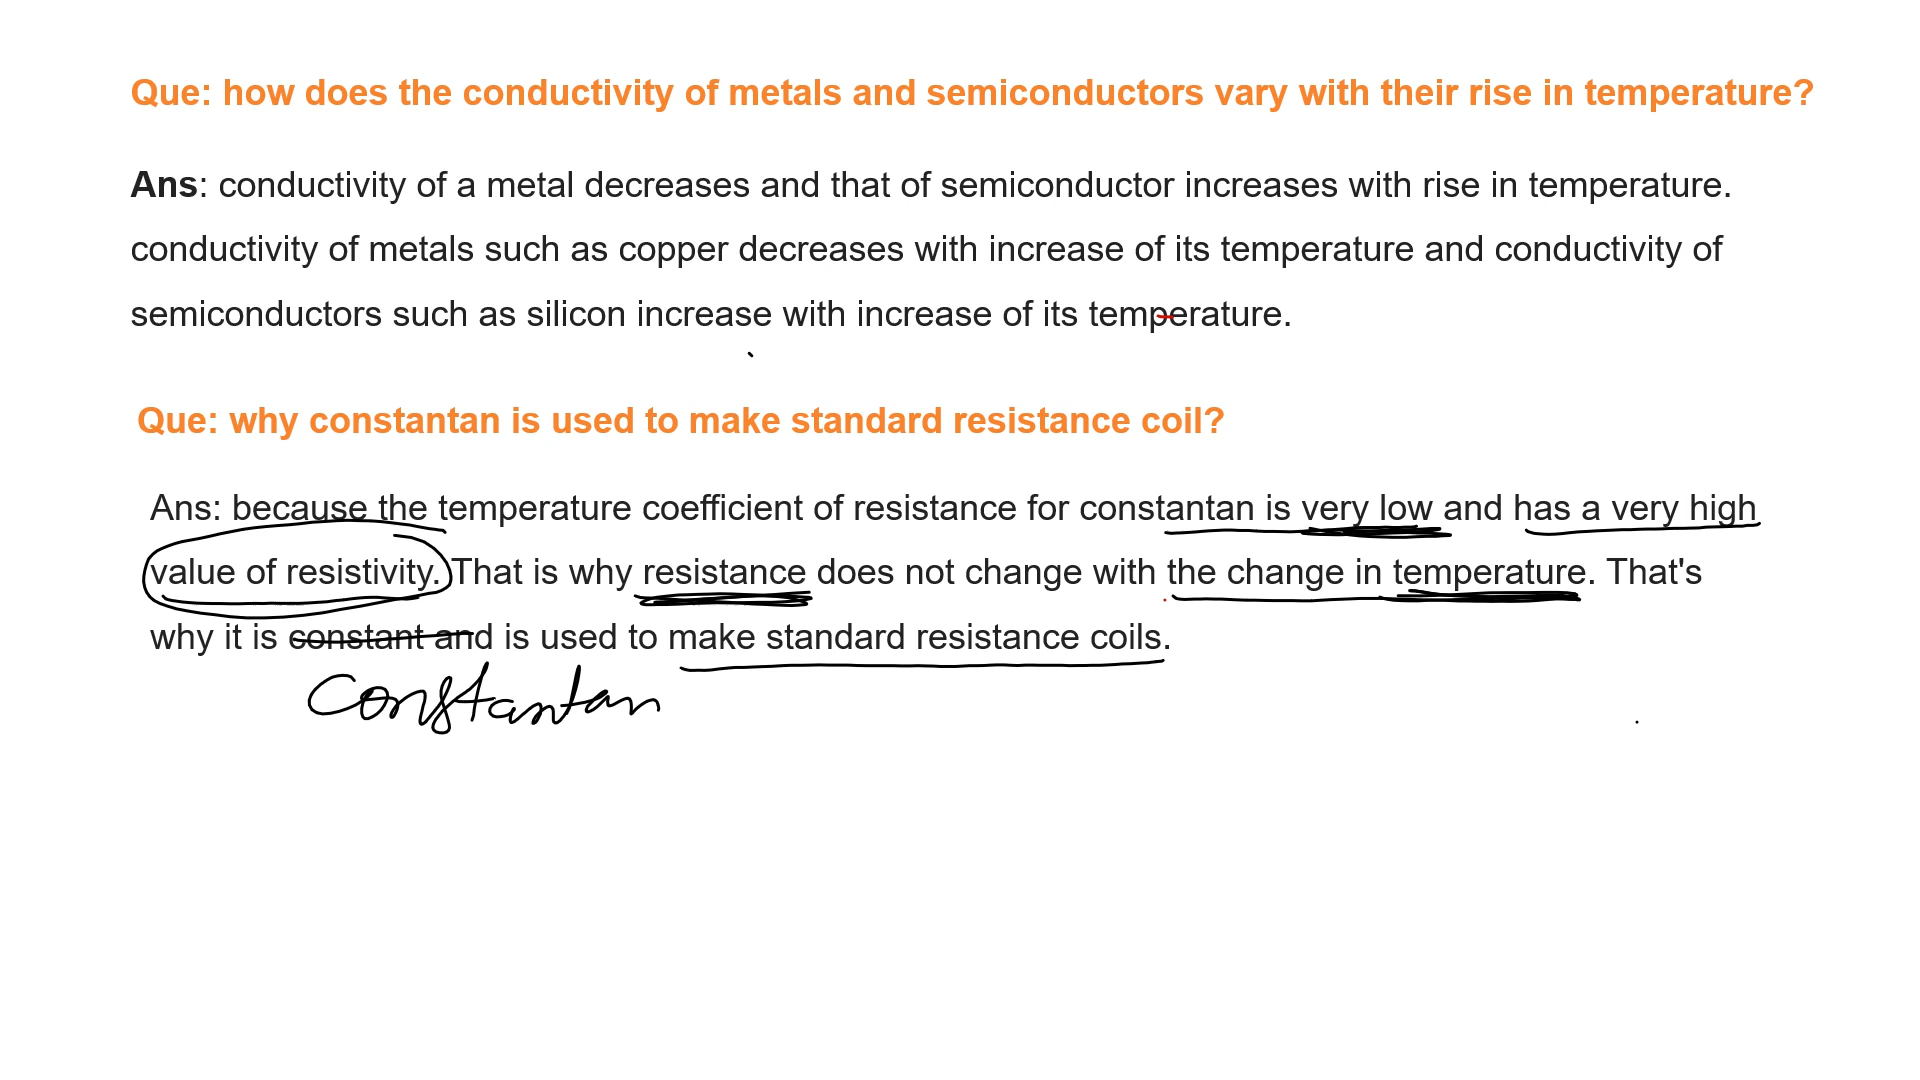 Que: how does the conductivity of metals and semiconductors vary with their rise in temperature?
Ans: conductivity of a metal decreases and that of semiconductor increases with rise in temperature.
conductivity of metals such as copper decreases with increase of its temperature and conductivity of
semiconductors such as silicon increase with increase of its temperature.
Que: why constantan is used to make standard resistance coil?
Ans: because the temperature coefficient of resistance for constantan is very low and has a very high
value of resistivity. That is why resistance does not change with the change in temperature. That's
why it is constant and is used to make standard resistance coils.
Constantan